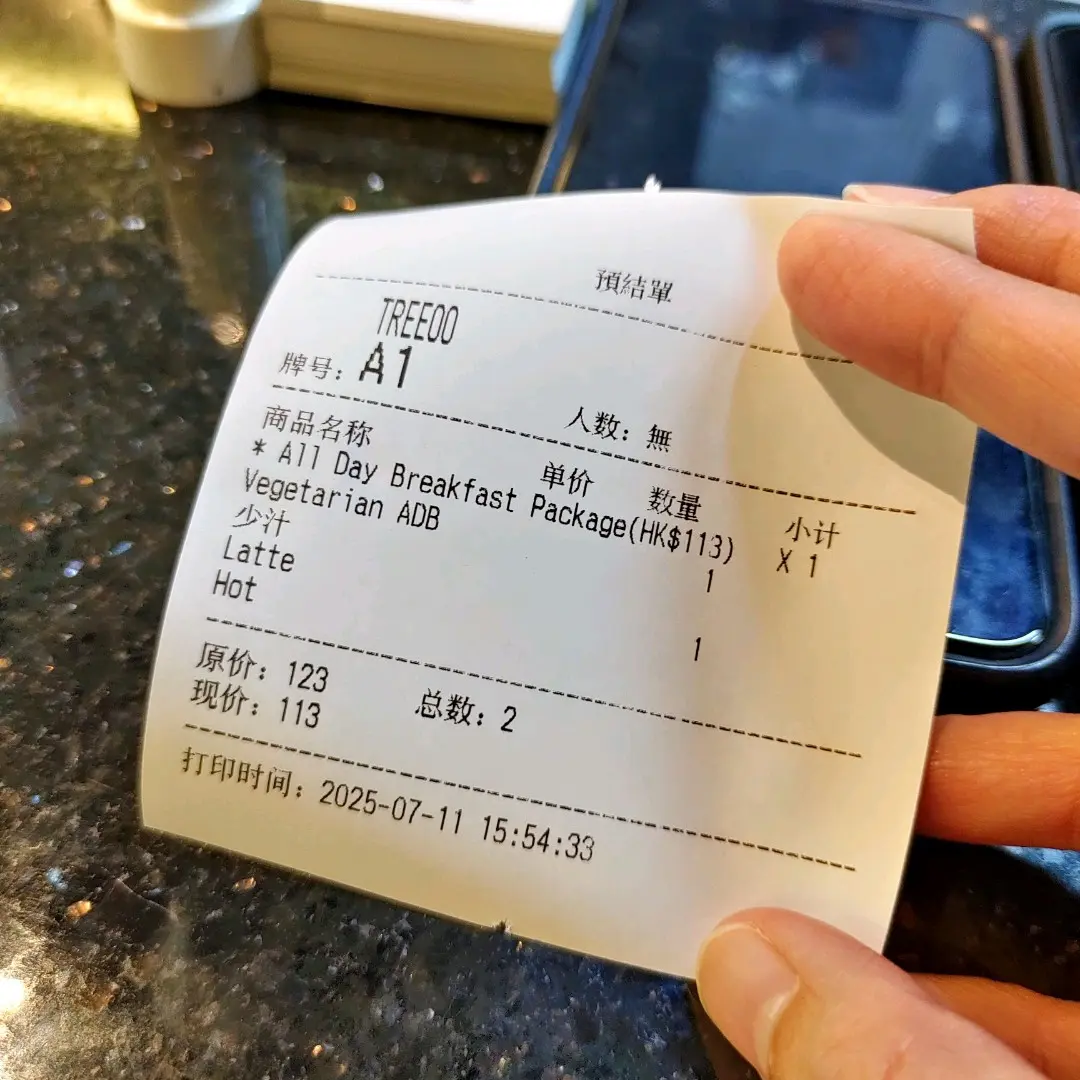 預結單
TREEOO
牌号: A1
人数: 無
商品名称 单价 数量 小计
* All Day Breakfast Package(HK$113) X 1
Vegetarian ADB 1
少汁
Latte 1
Hot
原价: 123
现价: 113 总数: 2
打印时间: 2025-07-11 15:54:33